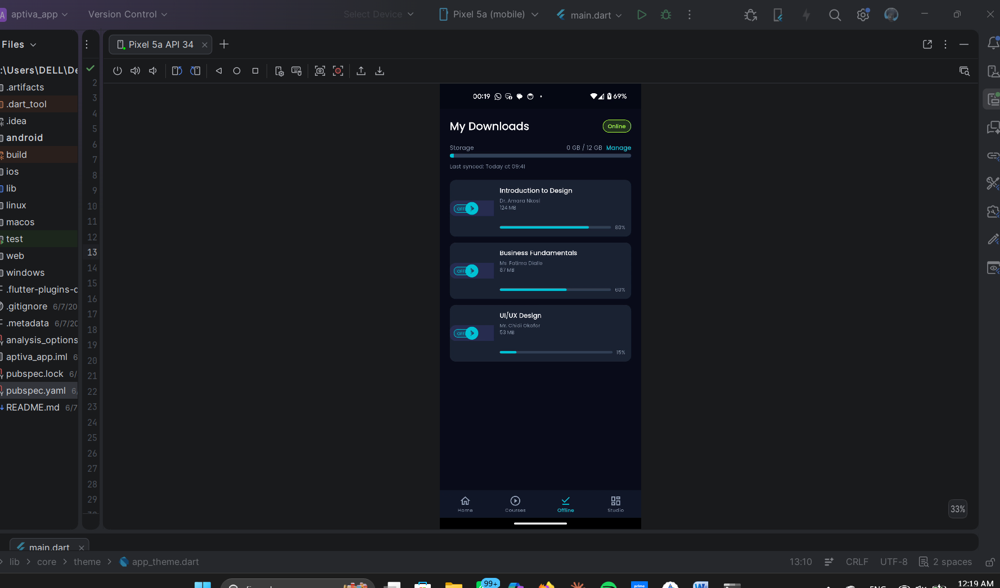 aptiva_app
Version Control
Select Device
Pixel 5a (mobile)
main.dart
Files
Pixel 5a API 34
:\Users\DELL\De
.artifacts
.dart_tool
.idea
android
build
ios
lib
linux
macos
test
web
windows
.flutter-plugins-d
.gitignore 6/7/20
.metadata 6/7/20
analysis_options
aptiva_app.iml 6
pubspec.lock 6/
pubspec.yaml 6/
README.md 6/7
2
3
4
5
6
7
8
9
10
11
12
13
14
15
16
17
18
19
20
21
22
23
24
25
26
27
28
29
00:19
69%
My Downloads
Online
Storage
0 GB / 12 GB Manage
Last synced: Today at 09:41
Introduction to Design
Dr. Amara Nkosi
124 MB
OFF
80%
Business Fundamentals
Ms. Fatima Diallo
87 MB
OFF
60%
UI/UX Design
Mr. Chidi Okafor
53 MB
OFF
15%
Home
Courses
Offline
Studio
33%
main.dart
lib > core > theme > app_theme.dart
13:10
CRLF
UTF-8
2 spaces
99+
prime
12:19 AM